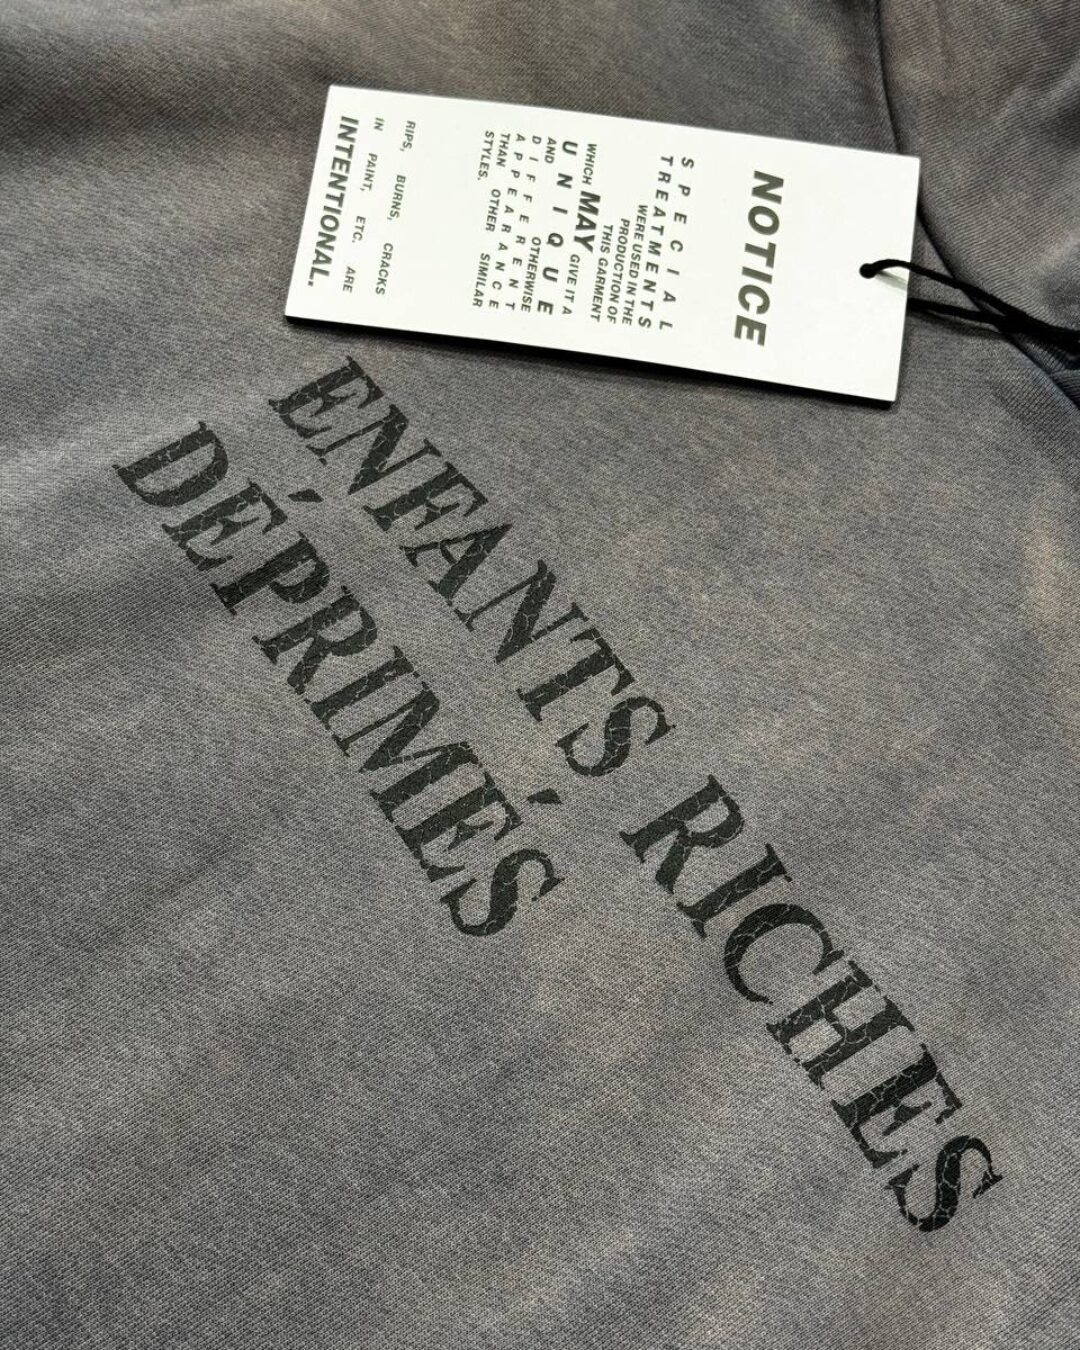 NOTICE
SPECIAL
TREATMENTS
WERE USED IN THE
PRODUCTION OF
THIS GARMENT
WHICH MAY GIVE IT A
UNIQUE
AND OTHERWISE
DIFFERENT
APPEARANCE
THAN OTHER SIMILAR
STYLES.
RIPS, BURNS, CRACKS
IN PAINT, ETC. ARE
INTENTIONAL.*
ENFANTS RICHES
DÉPRIMÉS